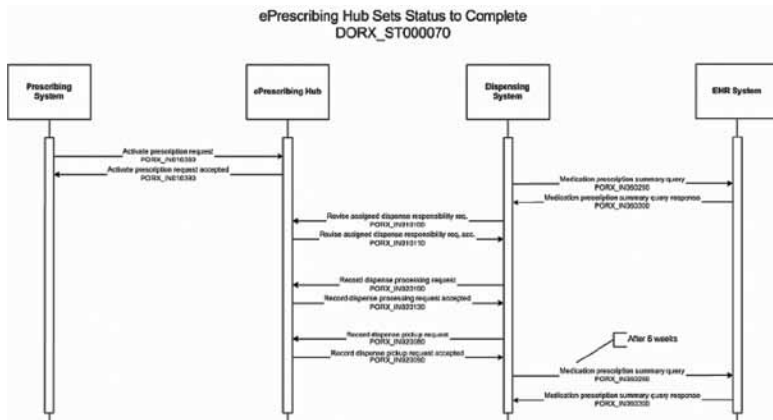 ePrescribing Hub Sets Status to Complete
DORX_ST000070
Prescribing
System
ePrescribing Hub
Dispensing
System
EHR System
Activate prescription request
Activate prescription request accepted
Medication prescription summary query
Medication prescription summary query response
Revise assigned dispense responsibility req.
Revise assigned dispense responsibility req. acc.
Record dispense processing request
Record dispense processing request accepted
Record dispense pickup request
Record dispense pickup request accepted
After 6 weeks
Medication prescription summary query
Medication prescription summary query response